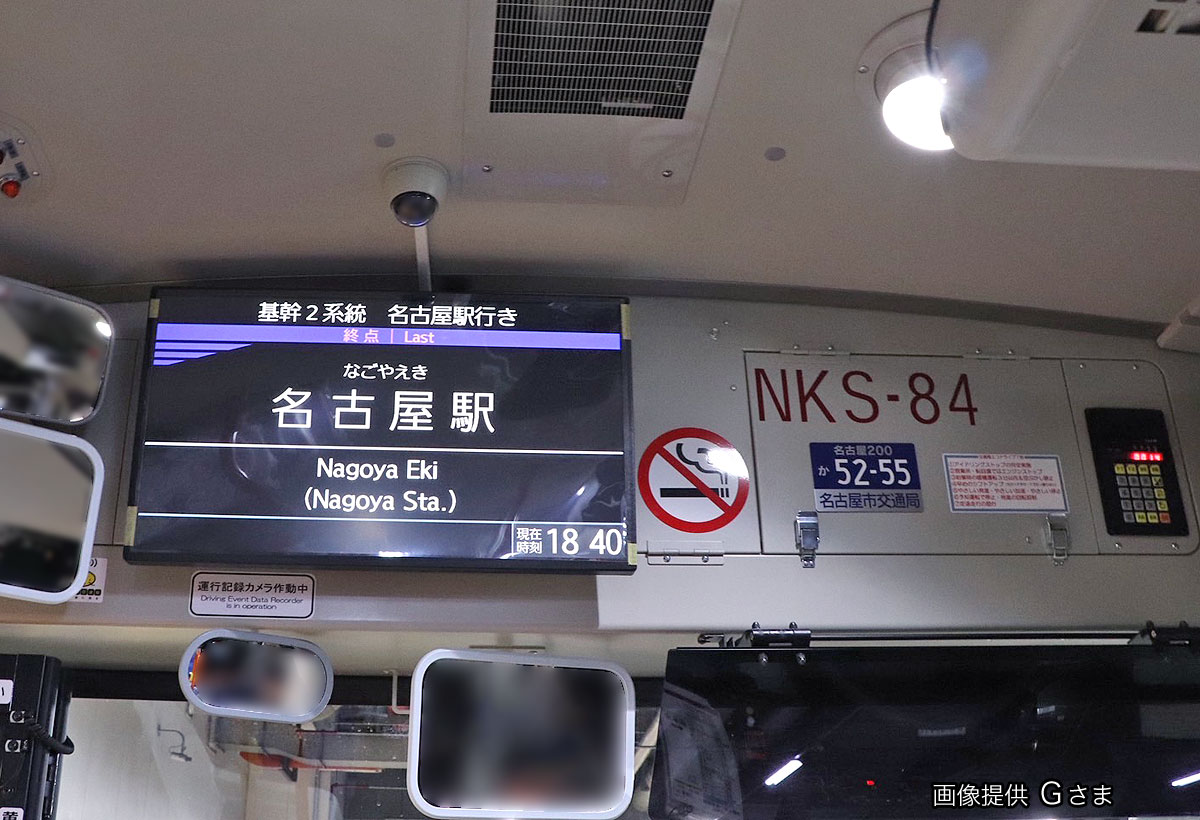 基幹２系統　名古屋駅行き
終点｜Last
なごやえき
名古屋駅
Nagoya Eki
(Nagoya Sta.)
現在
時刻 18 40
NKS-84
名古屋200
か 52-55
名古屋市交通局
運行記録カメラ作動中
Driving Event Data Recorder
is in operation
画像提供 Gさま